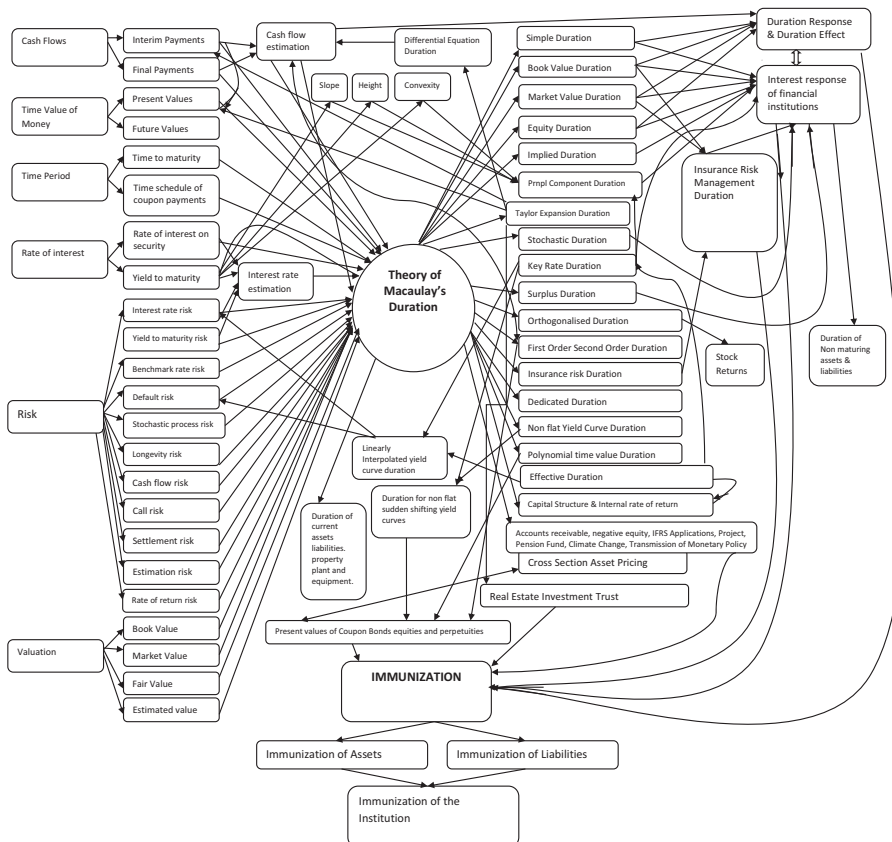 Cash Flows
Interim Payments
Final Payments
Time Value of
Money
Present Values
Future Values
Time Period
Time to maturity
Time schedule of
coupon payments
Rate of interest
Rate of interest on
security
Yield to maturity
Risk
Interest rate risk
Yield to maturity risk
Benchmark rate risk
Default risk
Stochastic process risk
Longevity risk
Cash flow risk
Call risk
Settlement risk
Estimation risk
Rate of return risk
Valuation
Book Value
Market Value
Fair Value
Estimated value
Cash flow
estimation
Differential Equation
Duration
Slope
Height
Convexity
Interest rate
estimation
Theory of
Macaulay's
Duration
Linearly
Interpolated yield
curve duration
Duration of
current
assets
liabilities.
property
plant and
equipment.
Duration for non flat
sudden shifting yield
curves
Simple Duration
Book Value Duration
Market Value Duration
Equity Duration
Implied Duration
Prnpl Component Duration
Taylor Expansion Duration
Stochastic Duration
Key Rate Duration
Surplus Duration
Orthogonalised Duration
First Order Second Order Duration
Insurance risk Duration
Dedicated Duration
Non flat Yield Curve Duration
Polynomial time value Duration
Effective Duration
Capital Structure & Internal rate of return
Accounts receivable, negative equity, IFRS Applications, Project,
Pension Fund, Climate Change, Transmission of Monetary Policy
Cross Section Asset Pricing
Real Estate Investment Trust
Duration Response
& Duration Effect
Interest response
of financial
institutions
Insurance Risk
Management
Duration
Stock
Returns
Duration of
Non maturing
assets &
liabilities
Present values of Coupon Bonds equities and perpetuities
IMMUNIZATION
Immunization of Assets
Immunization of Liabilities
Immunization of the
Institution